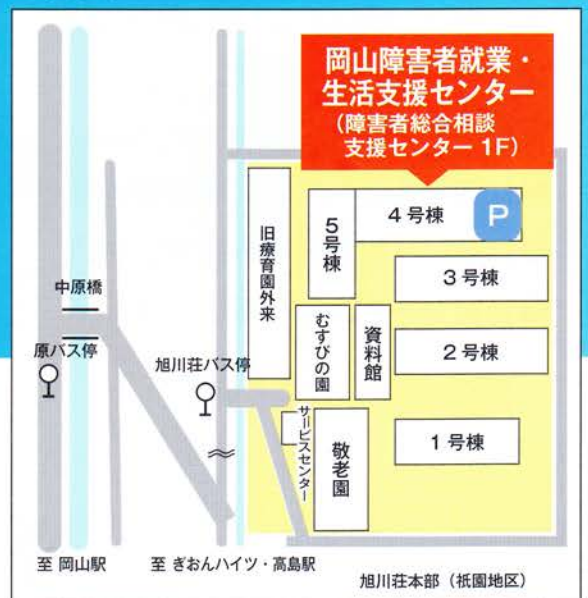 岡山障害者就業・
生活支援センター
(障害者総合相談
支援センター 1F)
旧療育園外来
5号棟
4号棟
P
3号棟
中原橋
原バス停
旭川荘バス停
むすびの園
資料館
2号棟
サービスセンター
敬老園
1号棟
至 岡山駅
至 ぎおんハイツ・高島駅
旭川荘本部(祇園地区)